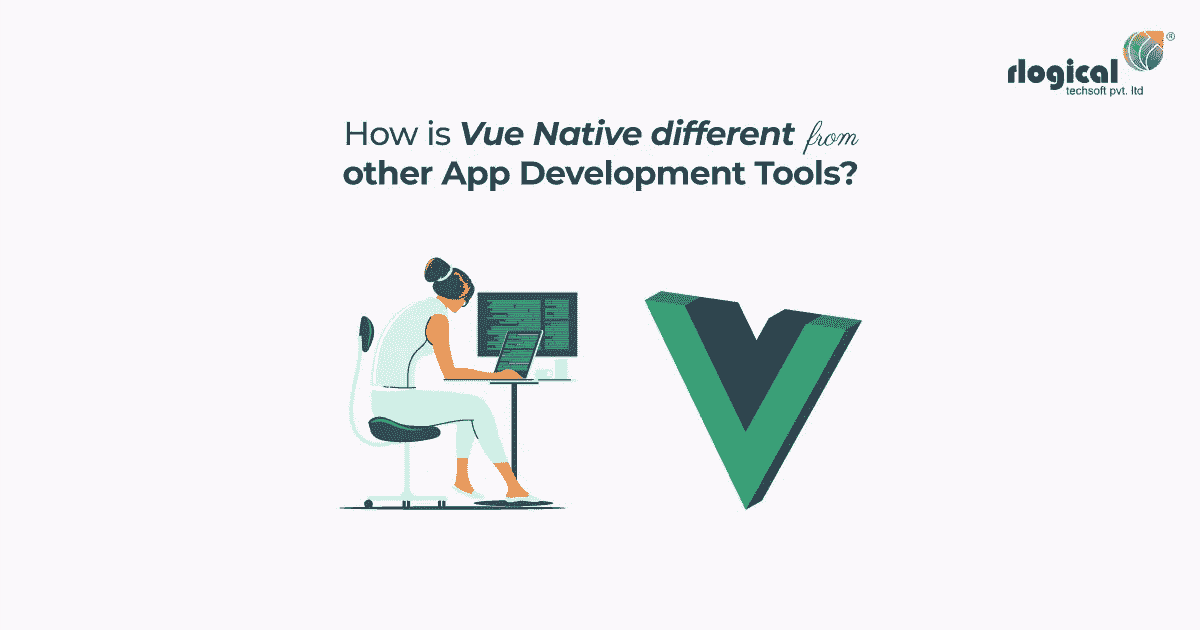 rlogical®
techsoft pvt. ltd
How is Vue Native different from
other App Development Tools?